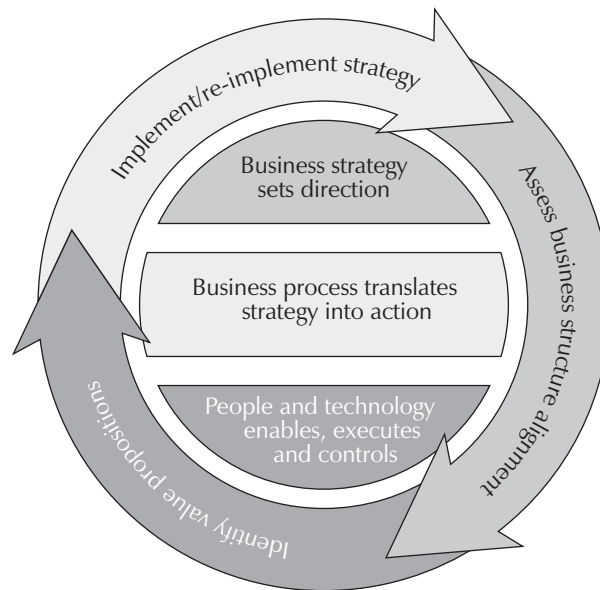 Implement/re-implement strategy
Assess business structure alignment
Identify value propositions
Business strategy
sets direction
Business process translates
strategy into action
People and technology
enables, executes
and controls